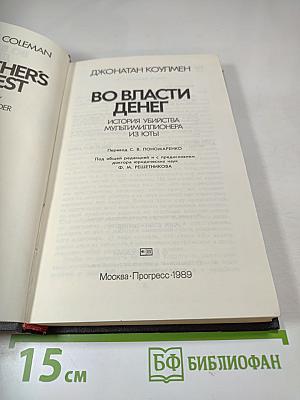 COLEMAN
THER'S
EST
DER
ДЖОНАТАН КОУЛМЕН
ВО ВЛАСТИ
ДЕНЕГ
ИСТОРИЯ УБИЙСТВА
МУЛЬТИМИЛЛИОНЕРА
ИЗ ЮТЫ
Перевод С. В. ПОНОМАРЕНКО
Под общей редакцией и с предисловием
доктора юридических наук
Ф. М. РЕШЕТНИКОВА
Москва·Прогресс·1989
15 см
БФ БИБЛИОФАН